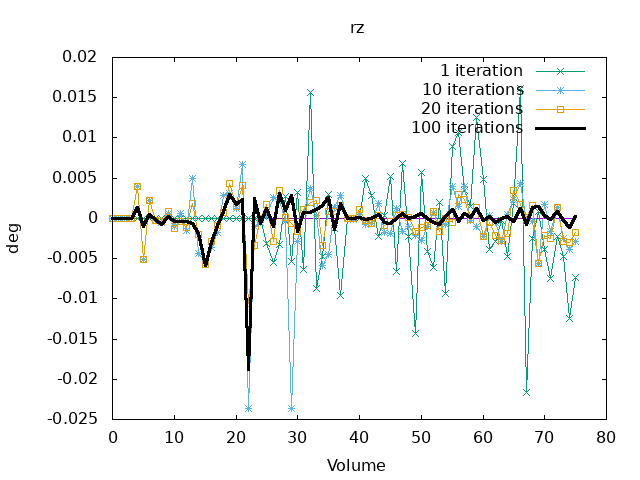 rz
0.02
0.015
0.01
0.005
0
-0.005
-0.01
-0.015
-0.02
-0.025
deg
1 iteration
10 iterations
20 iterations
100 iterations
0 10 20 30 40 50 60 70 80
Volume